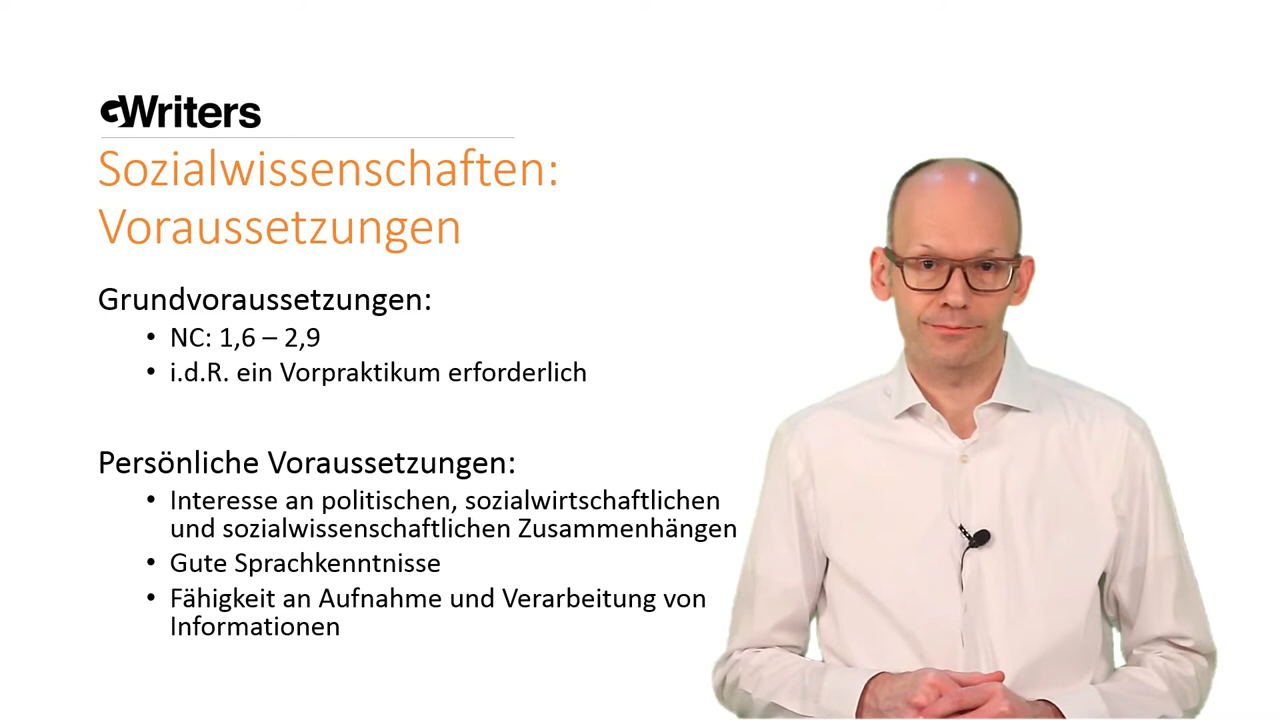 GWriters
Sozialwissenschaften:
Voraussetzungen
Grundvoraussetzungen:
• NC: 1,6 – 2,9
• i.d.R. ein Vorpraktikum erforderlich
Persönliche Voraussetzungen:
• Interesse an politischen, sozialwirtschaftlichen
und sozialwissenschaftlichen Zusammenhängen
• Gute Sprachkenntnisse
• Fähigkeit an Aufnahme und Verarbeitung von
Informationen